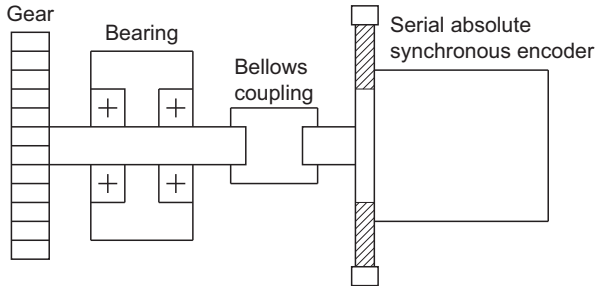 Gear
Bearing
Bellows
coupling
Serial absolute
synchronous encoder